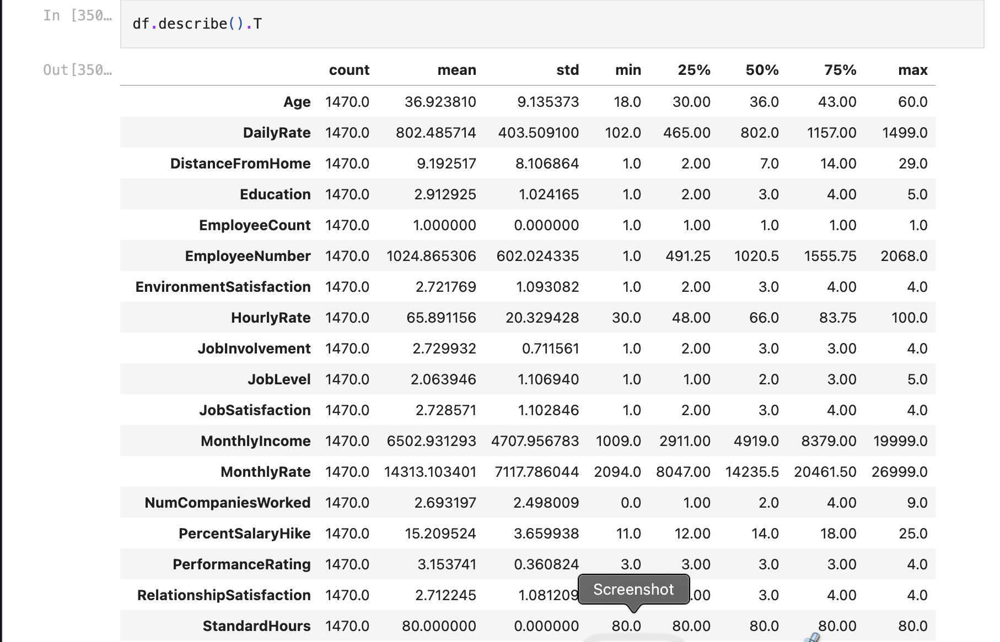 In [350…
df.describe().T
Out[350…
count mean std min 25% 50% 75% max
Age 1470.0 36.923810 9.135373 18.0 30.00 36.0 43.00 60.0
DailyRate 1470.0 802.485714 403.509100 102.0 465.00 802.0 1157.00 1499.0
DistanceFromHome 1470.0 9.192517 8.106864 1.0 2.00 7.0 14.00 29.0
Education 1470.0 2.912925 1.024165 1.0 2.00 3.0 4.00 5.0
EmployeeCount 1470.0 1.000000 0.000000 1.0 1.00 1.0 1.00 1.0
EmployeeNumber 1470.0 1024.865306 602.024335 1.0 491.25 1020.5 1555.75 2068.0
EnvironmentSatisfaction 1470.0 2.721769 1.093082 1.0 2.00 3.0 4.00 4.0
HourlyRate 1470.0 65.891156 20.329428 30.0 48.00 66.0 83.75 100.0
JobInvolvement 1470.0 2.729932 0.711561 1.0 2.00 3.0 3.00 4.0
JobLevel 1470.0 2.063946 1.106940 1.0 1.00 2.0 3.00 5.0
JobSatisfaction 1470.0 2.728571 1.102846 1.0 2.00 3.0 4.00 4.0
MonthlyIncome 1470.0 6502.931293 4707.956783 1009.0 2911.00 4919.0 8379.00 19999.0
MonthlyRate 1470.0 14313.103401 7117.786044 2094.0 8047.00 14235.5 20461.50 26999.0
NumCompaniesWorked 1470.0 2.693197 2.498009 0.0 1.00 2.0 4.00 9.0
PercentSalaryHike 1470.0 15.209524 3.659938 11.0 12.00 14.0 18.00 25.0
PerformanceRating 1470.0 3.153741 0.360824 3.0 3.00 3.0 3.00 4.0
RelationshipSatisfaction 1470.0 2.712245 1.081209 Screenshot .00 3.0 4.00 4.0
StandardHours 1470.0 80.000000 0.000000 80.0 80.00 80.0 80.00 80.0